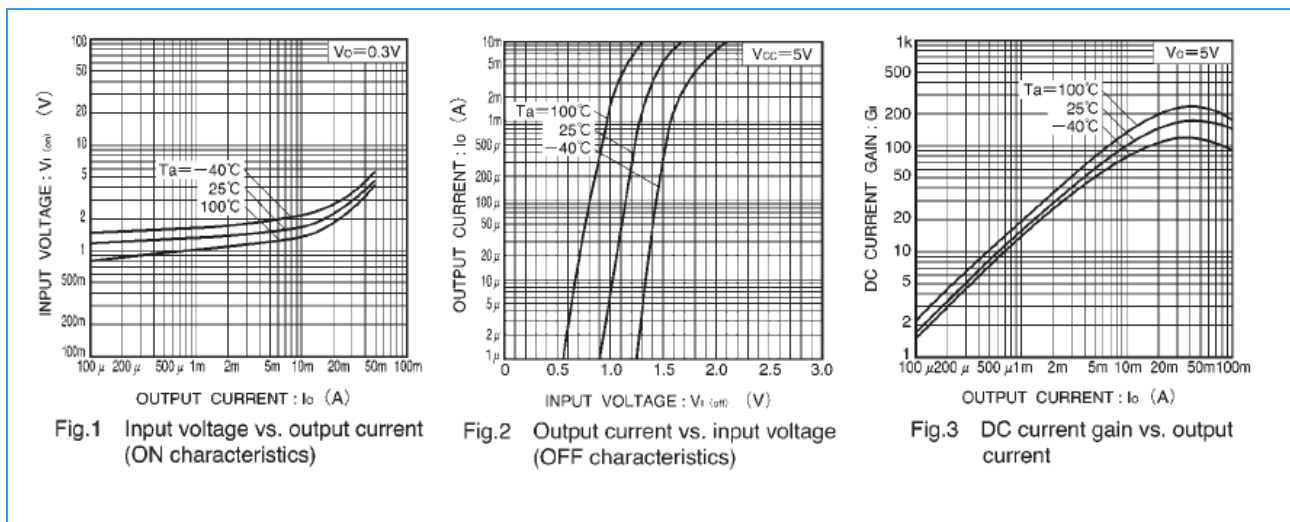 Vo=0.3V
INPUT VOLTAGE : VI (on) (V)
100
50
20
10
5
2
1
500m
200m
100m
Ta=−40℃
25℃
100℃
100μ 200μ 500μ 1m 2m 5m 10m 20m 50m 100m
OUTPUT CURRENT : Io (A)
Fig.1 Input voltage vs. output current
(ON characteristics)
VCC=5V
OUTPUT CURRENT : Io (A)
10m
5m
2m
1m
500μ
200μ
100μ
50μ
20μ
10μ
5μ
2μ
1μ
Ta=100℃
25℃
−40℃
0 0.5 1.0 1.5 2.0 2.5 3.0
INPUT VOLTAGE : VI (off) (V)
Fig.2 Output current vs. input voltage
(OFF characteristics)
Vo=5V
DC CURRENT GAIN : GI
1k
500
200
100
50
20
10
5
2
1
Ta=100℃
25℃
−40℃
100μ 200μ 500μ 1m 2m 5m 10m 20m 50m 100m
OUTPUT CURRENT : Io (A)
Fig.3 DC current gain vs. output
current